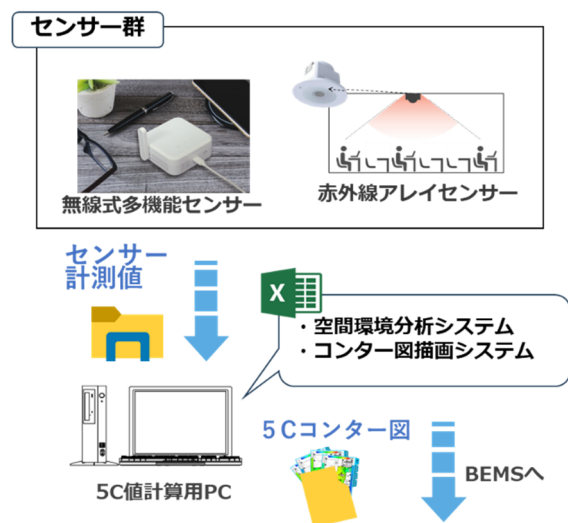 センサー群
無線式多機能センサー
赤外線アレイセンサー
センサー
計測値
X
・空間環境分析システム
・コンター図描画システム
5C値計算用PC
５Cコンター図
BEMSへ